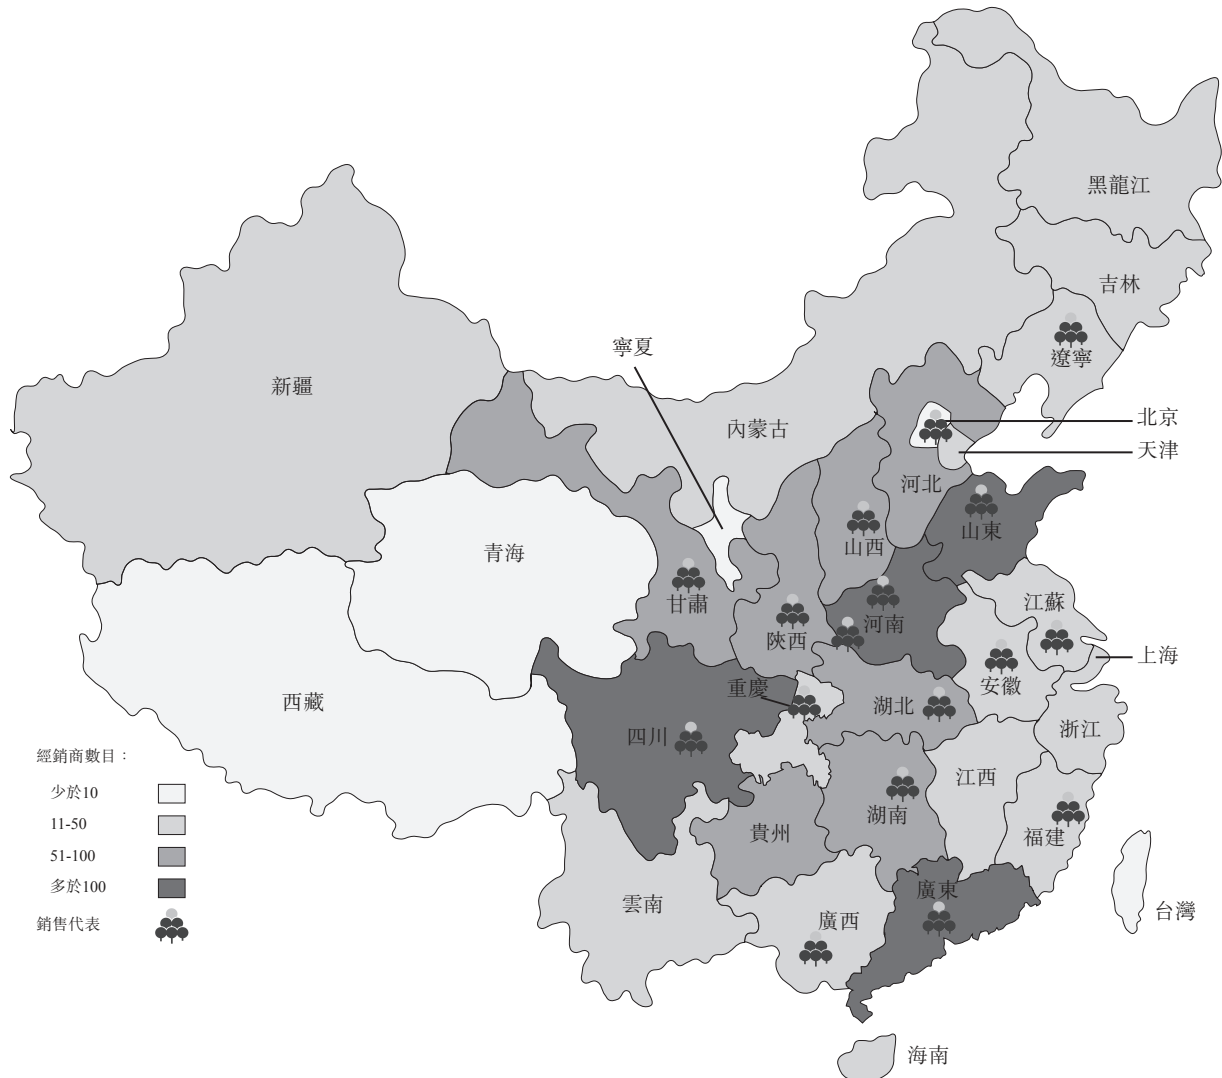 黑龍江
吉林
遼寧
寧夏
新疆
北京
內蒙古
天津
河北
山東
山西
青海
甘肅
江蘇
河南
陝西
上海
安徽
重慶
西藏
湖北
浙江
四川
江西
湖南
貴州
福建
廣東
雲南
廣西
台灣
海南
經銷商數目：
少於10
11-50
51-100
多於100
銷售代表